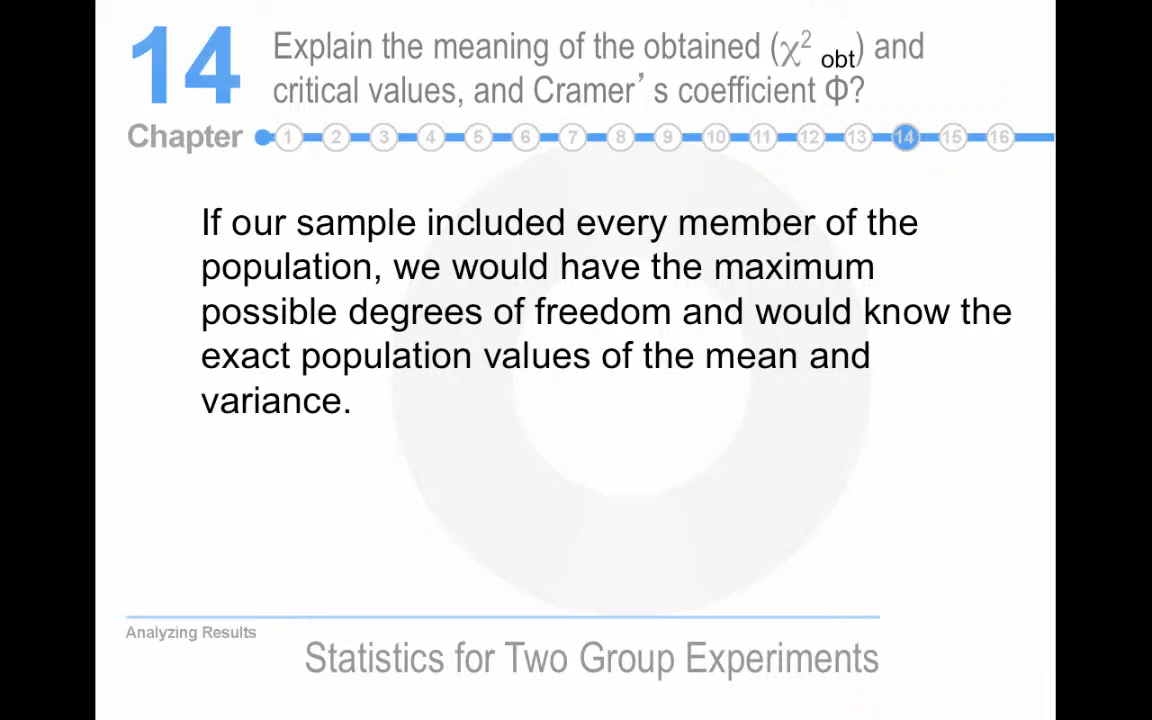 14
Explain the meaning of the obtained (χ² obt) and
critical values, and Cramer’s coefficient Φ?
Chapter 1 2 3 4 5 6 7 8 9 10 11 12 13 14 15 16
If our sample included every member of the
population, we would have the maximum
possible degrees of freedom and would know the
exact population values of the mean and
variance.
Analyzing Results
Statistics for Two Group Experiments